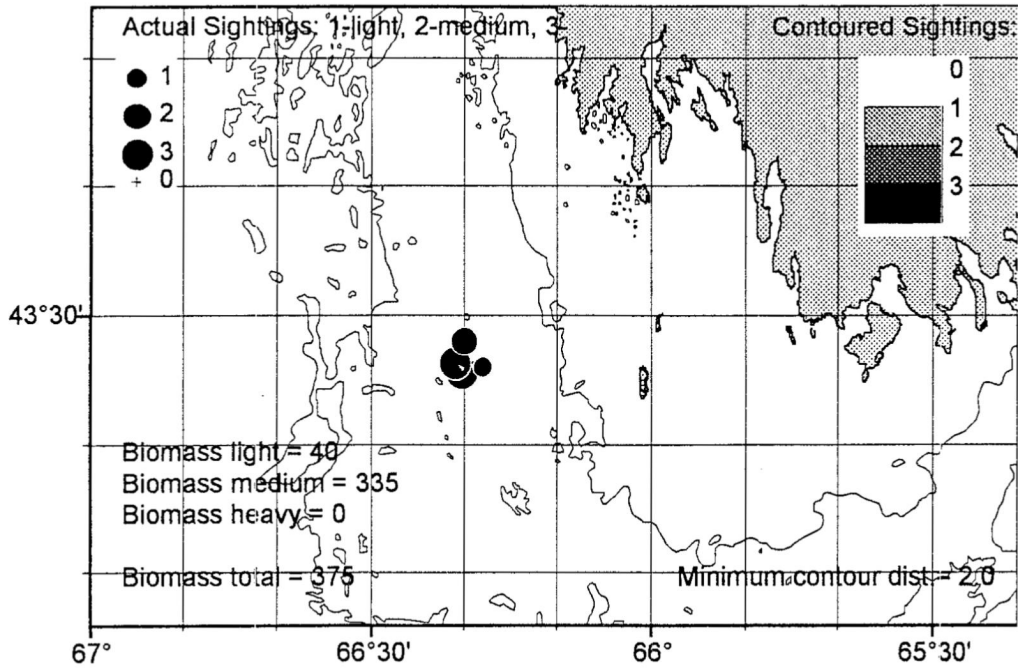 Actual Sightings: 1-light, 2-medium, 3-
Contoured Sightings:
1
2
3
+ 0
0
1
2
3
43°30'
Biomass light = 40
Biomass medium = 335
Biomass heavy = 0
Biomass total = 375
Minimum contour dist = 2.0
67°
66°30'
66°
65°30'